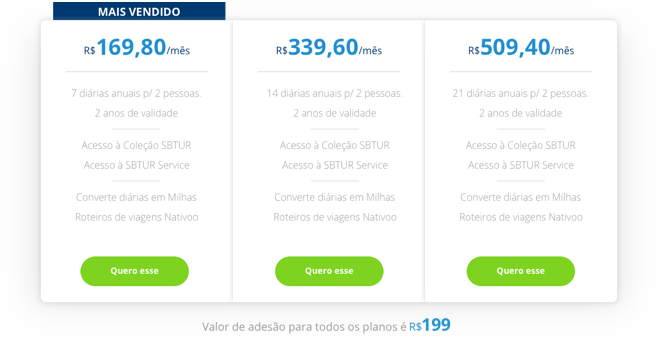 MAIS VENDIDO
R$169,80/mês
7 diárias anuais p/ 2 pessoas.
2 anos de validade
Acesso à Coleção SBTUR
Acesso à SBTUR Service
Converte diárias em Milhas
Roteiros de viagens Nativoo
Quero esse
R$339,60/mês
14 diárias anuais p/ 2 pessoas.
2 anos de validade
Acesso à Coleção SBTUR
Acesso à SBTUR Service
Converte diárias em Milhas
Roteiros de viagens Nativoo
Quero esse
R$509,40/mês
21 diárias anuais p/ 2 pessoas.
2 anos de validade
Acesso à Coleção SBTUR
Acesso à SBTUR Service
Converte diárias em Milhas
Roteiros de viagens Nativoo
Quero esse
Valor de adesão para todos os planos é R$199